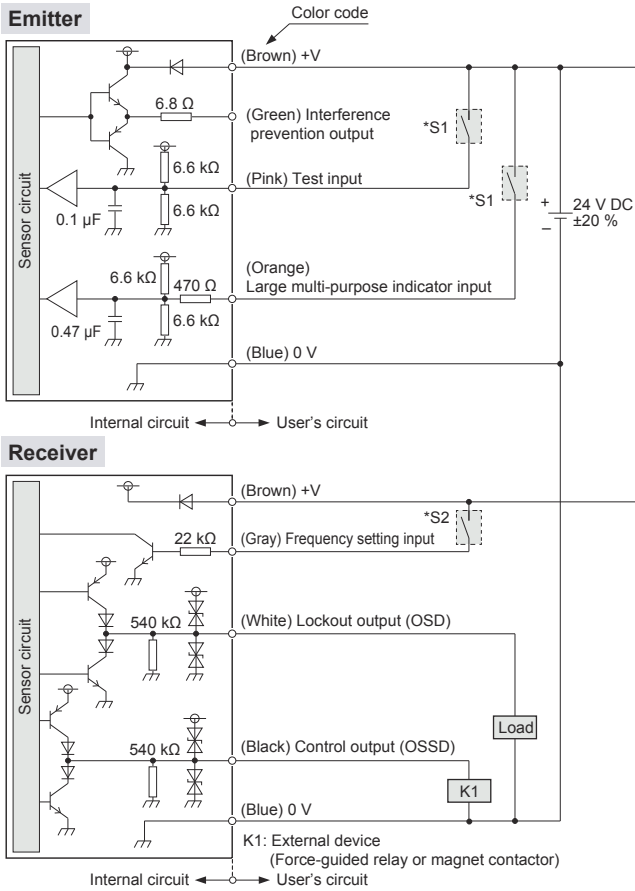 Emitter
Color code
(Brown) +V
6.8 Ω
(Green) Interference
prevention output
*S1
6.6 kΩ
(Pink) Test input
*S1
+
24 V DC
±20 %
–
Sensor circuit
0.1 µF
6.6 kΩ
(Orange)
6.6 kΩ
470 Ω
Large multi-purpose indicator input
0.47 µF
6.6 kΩ
(Blue) 0 V
Internal circuit
User's circuit
Receiver
(Brown) +V
*S2
22 kΩ
(Gray) Frequency setting input
Sensor circuit
540 kΩ
(White) Lockout output (OSD)
Load
540 kΩ
(Black) Control output (OSSD)
K1
(Blue) 0 V
K1: External device
(Force-guided relay or magnet contactor)
Internal circuit
User's circuit